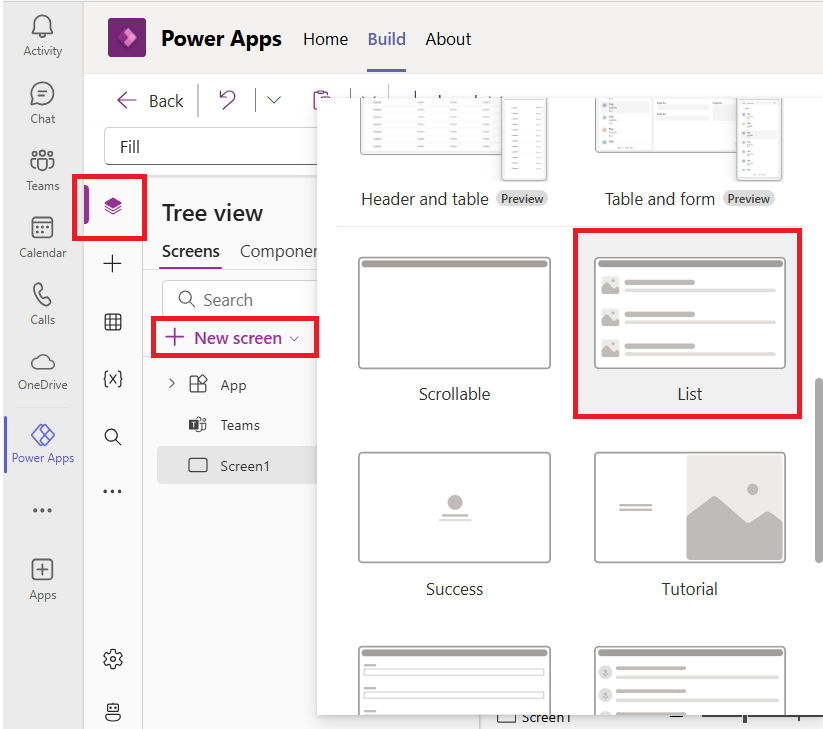 Activity
Chat
Teams
Calendar
Calls
OneDrive
Power Apps
Apps
Power Apps Home Build About
Back
Fill
Tree view
Screens Componen
Search
New screen
App
Teams
Screen1
Header and table Preview
Table and form Preview
Scrollable
List
Success
Tutorial
Screen1